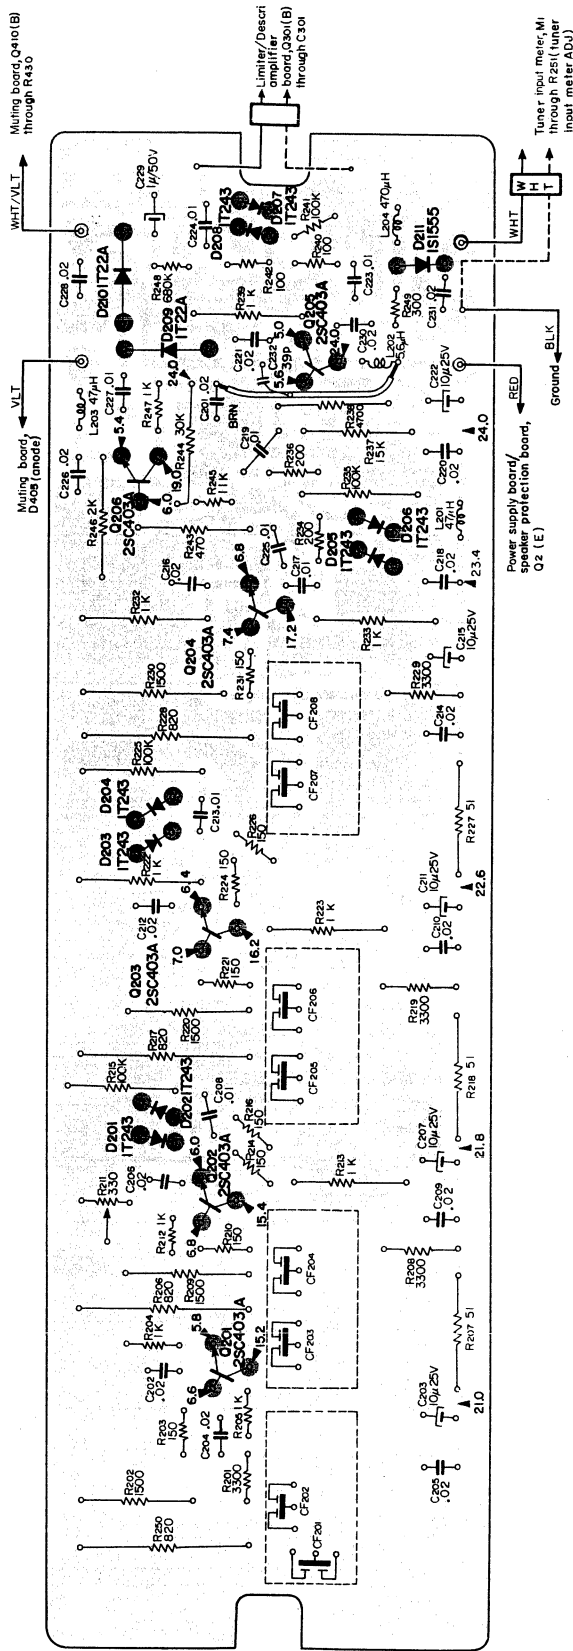 Muting board, Q410(B)
through R430
WHT/VLT
VLT
Muting board,
D405 (anode)
Limiter/Descri
amplifier
board, Q301(B)
through C301
Tuner input meter, M1
through R251 (tuner
input meter ADJ)
WHT
WHT
BLK
Ground
RED
Power supply board/
speaker protection board,
Q2 (E)
C229
1μ/50V
C228 .02
D210 1T22A
R248
680K
D209
1T22A
24.0
C224 .01
D208
1T243
D207
1T243
R241
100K
R242
100
R240
100
R239
1K
C223 .01
L204 470μH
D211
1S1555
R249
300
C231 .02
Q205
2SC403A
5.0
5.6
24.0
C221
.02
C232
39P
C230
.02
L202
5.6μH
C222
10μ25V
L203 47μH
C227 .01
R247 1K
5.4
C226 .02
R246 2K
Q206
2SC403A
6.0
19.0
R244 30K
C201 .02
BRN
R245
11K
C219
.01
R238
4700
R237
15K
R236
200
R235
100K
24.0
C220
.02
R243
470
C225 .01
R234
200
D205
1T243
D206
1T243
L201
47μH
C218
.02
23.4
C216
.02
6.8
C217
.01
Q204
2SC403A
7.4
17.2
R232
1K
R233
1K
R231 150
C215
10μ25V
R230
1500
R229
3300
R228
820
R225
100K
C214
.02
CF208
CF207
D204
1T243
D203
1T243
C213 .01
R226
150
R227 51
R222
1K
R224 150
6.4
C212
.02
C211
10μ25V
22.6
C210
.02
Q203
2SC403A
7.0
16.2
R223
1K
R221
150
R220
1500
R219
3300
R217
820
CF206
CF205
R218 51
R215
100K
D201
1T243
D202 1T243
C208
.01
R216
150
R214
150
C207
10μ25V
21.8
R211
330
C206
.02
6.0
Q202
2SC403A
6.8
15.4
R213
1K
C209
.02
R212 1K
R210
150
R209
1500
R208
3300
R206
820
CF204
CF203
R207 51
R204
1K
5.8
Q201
2SC403A
6.6
15.2
C202
.02
R203
150
C204 .02
R205 1K
C203
10μ25V
21.0
C205
.02
R202
1500
R201
3300
R250
820
CF202
CF201